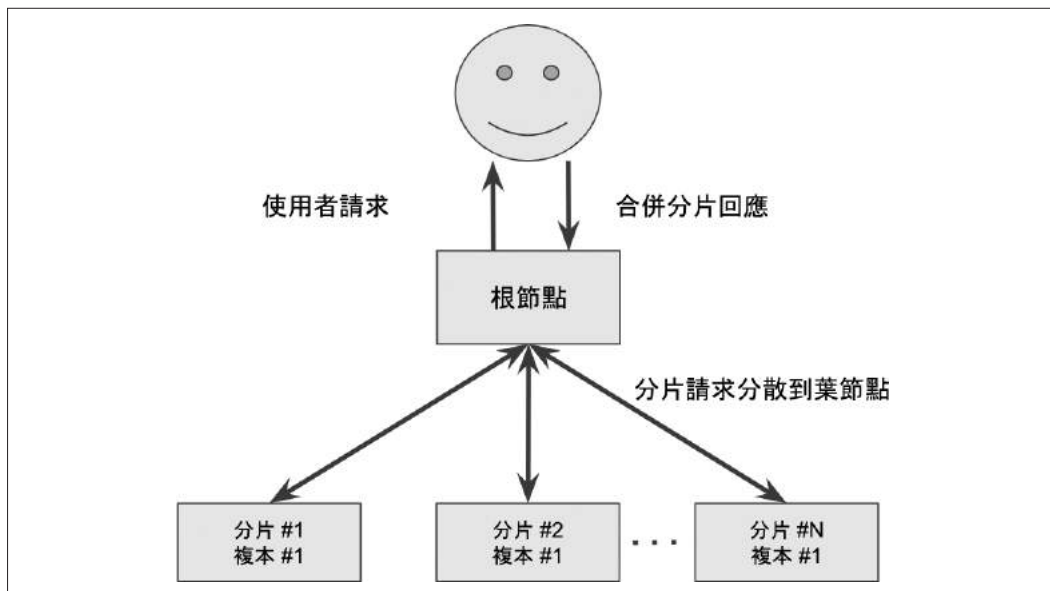 使用者請求
合併分片回應
根節點
分片請求分散到葉節點
分片 #1
複本 #1
分片 #2
複本 #1
. . .
分片 #N
複本 #1